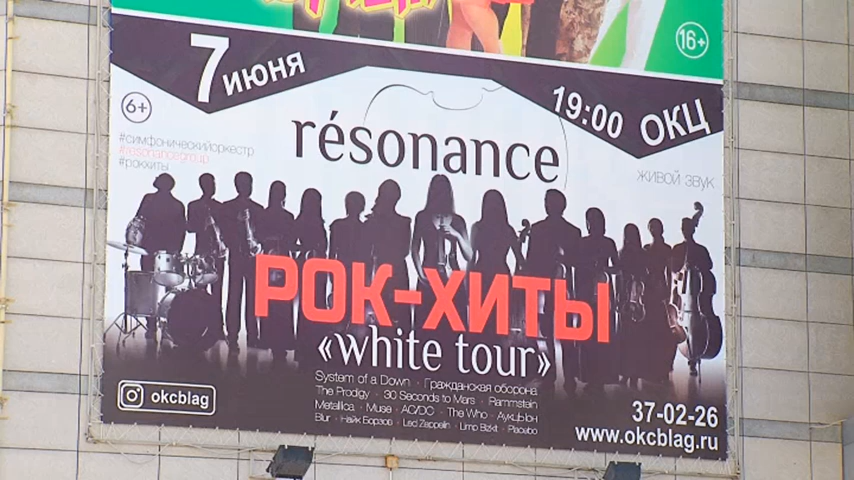 16+
7 июня
19:00 ОКЦ
6+
résonance
#симфоническийоркестр
#resonancegroup
#рокхиты
живой звук
РОК-ХИТЫ
«white tour»
System of a Down · Гражданская оборона
The Prodigy · 30 Seconds to Mars · Rammstein
Metallica · Muse · AC/DC · The Who · АукцЫон
Blur · Найк Борзов · Led Zeppelin · Limp Bizkit · Placebo
okcblag
37-02-26
www.okcblag.ru